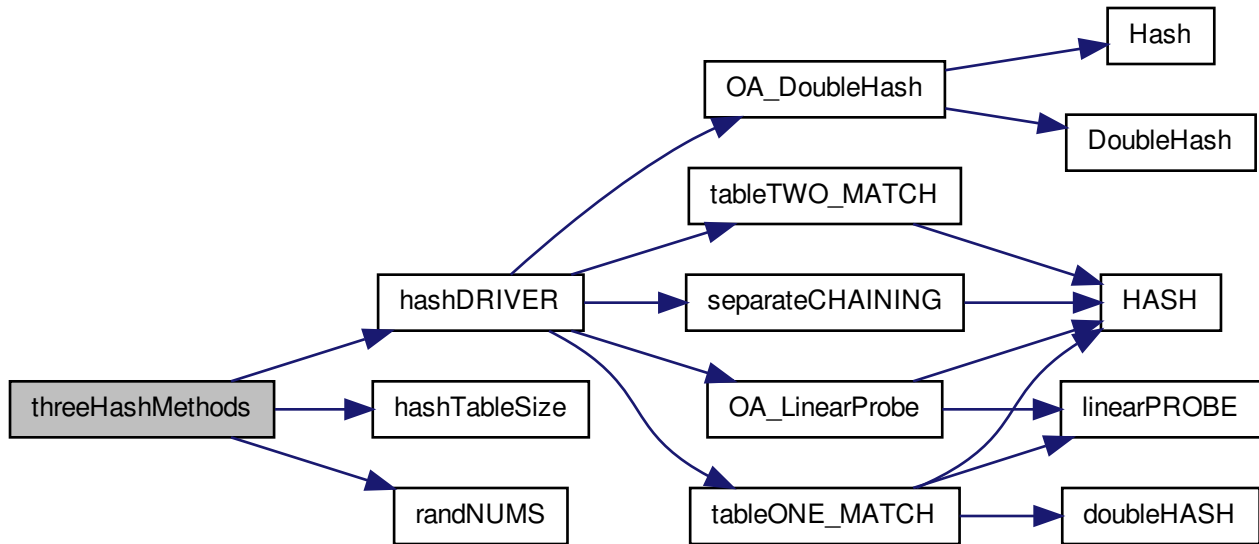 Hash
OA_DoubleHash
DoubleHash
tableTWO_MATCH
hashDRIVER
separateCHAINING
HASH
threeHashMethods
hashTableSize
OA_LinearProbe
linearPROBE
randNUMS
tableONE_MATCH
doubleHASH